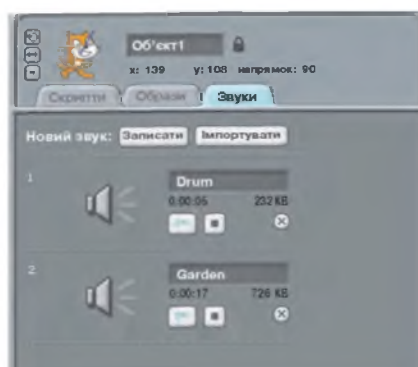 Об'єкт1
x: 139 y: 108 напрямок: 90
Скрипти Образи Звуки
Новий звук: Записати Імпортувати
1
Drum
0:00:05 232 KB
2
Garden
0:00:17 726 KB